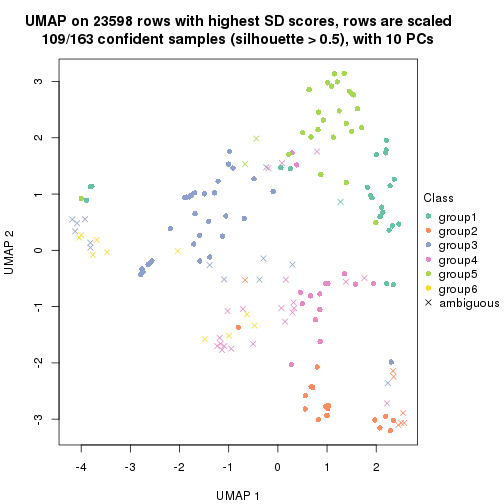 UMAP on 23598 rows with highest SD scores, rows are scaled
109/163 confident samples (silhouette > 0.5), with 10 PCs
UMAP 2
3
2
1
0
-1
-2
-3
-4
-3
-2
-1
0
1
2
UMAP 1
Class
group1
group2
group3
group4
group5
group6
ambiguous